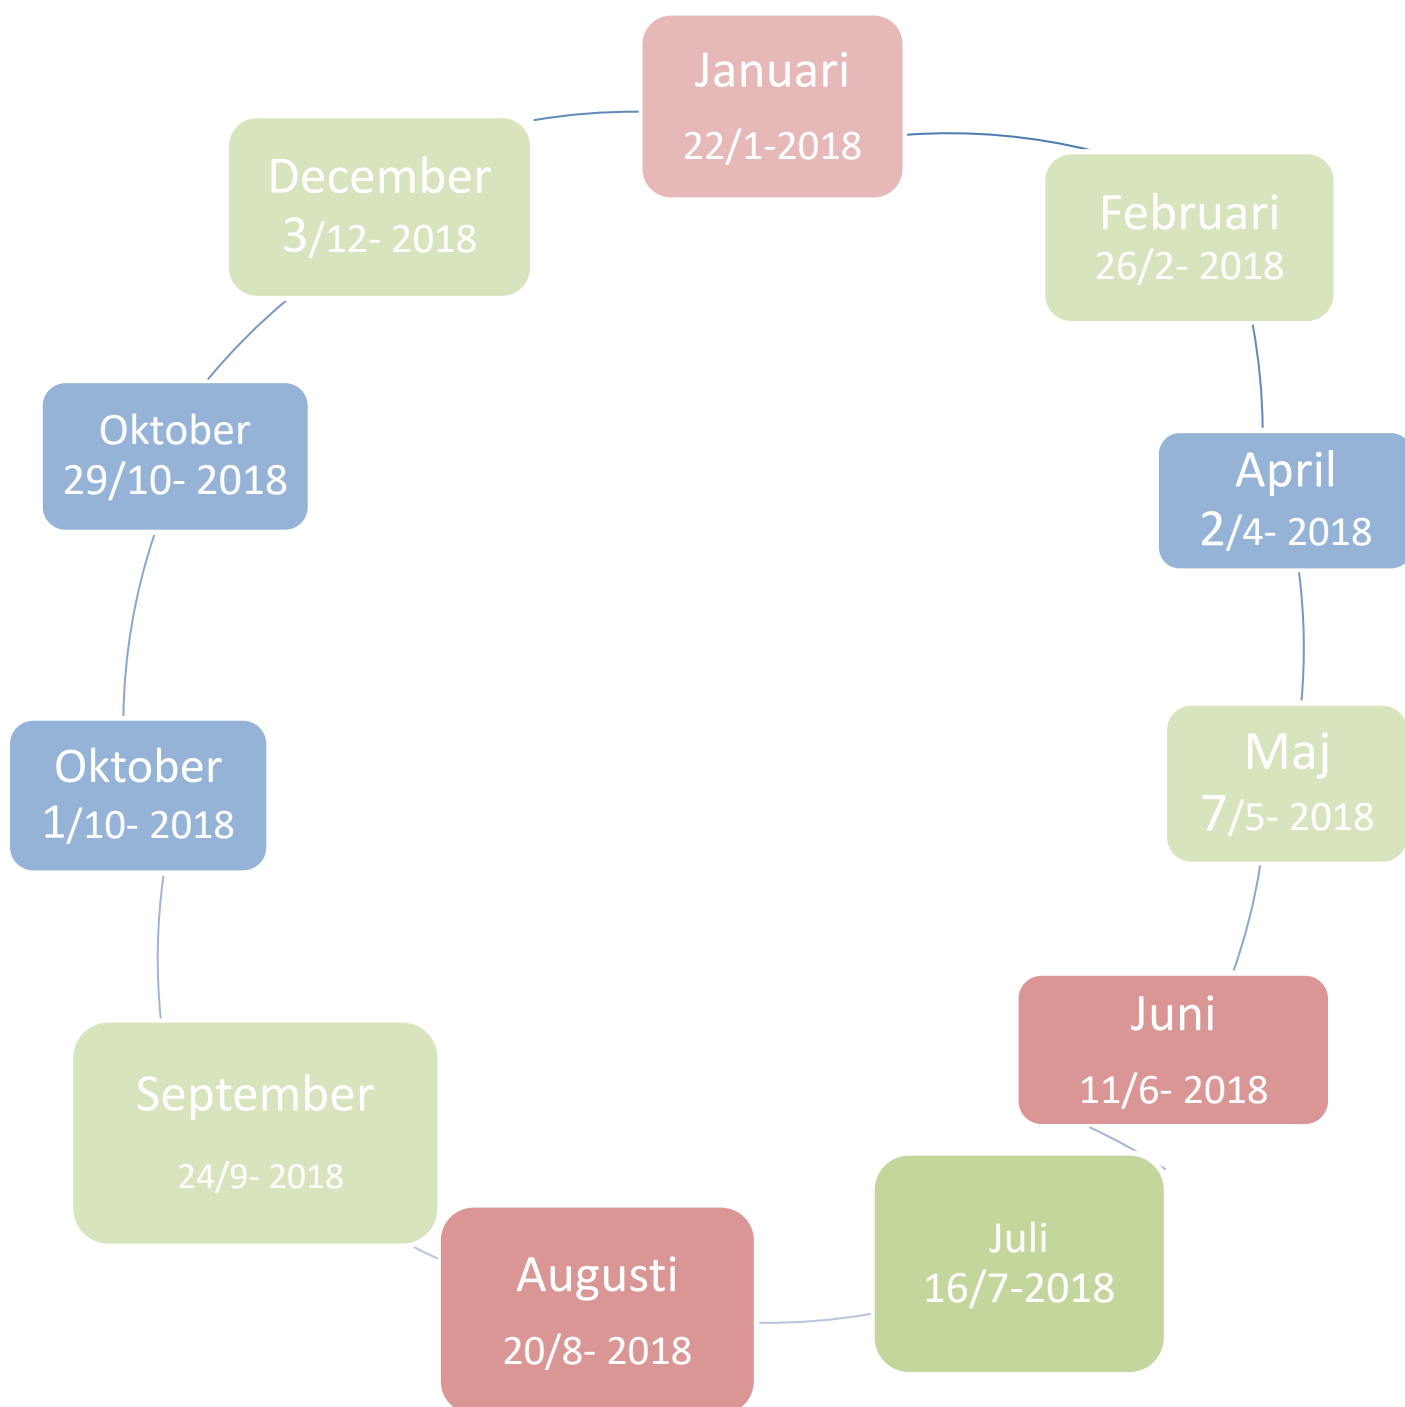 Januari
22/1-2018
Februari
26/2- 2018
April
2/4- 2018
Maj
7/5- 2018
Juni
11/6- 2018
Juli
16/7-2018
Augusti
20/8- 2018
September
24/9- 2018
Oktober
1/10- 2018
Oktober
29/10- 2018
December
3/12- 2018